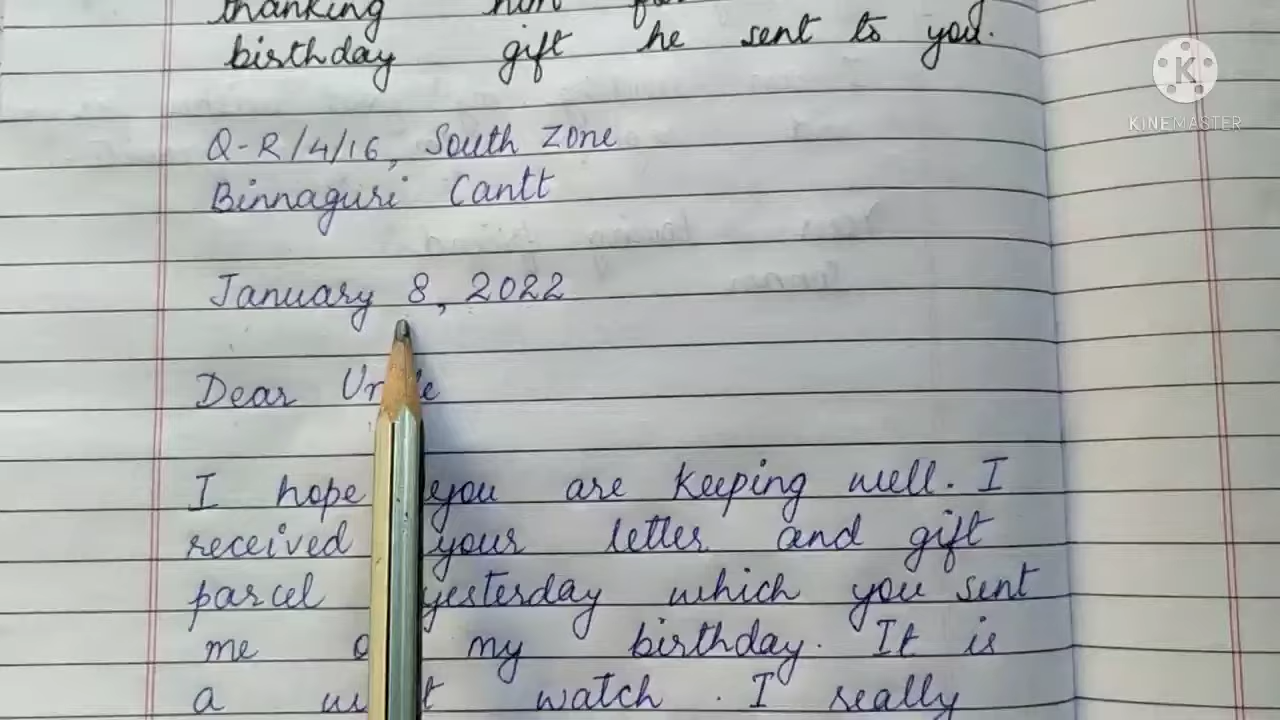 thanking him
birthday gift he sent to you.
Q-R/4/16, South Zone
Binnaguri Cantt
January 8, 2022
Dear
I hope you are keeping well. I
received your letter and gift
parcel yesterday which you sent
me my birthday. It is
a watch. I really
KINEMASTER